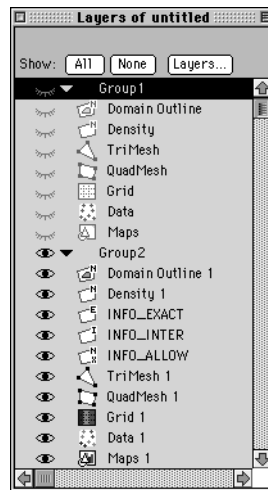 Layers of untitled
Show: All None Layers...
Group1
Domain Outline
Density
TriMesh
QuadMesh
Grid
Data
Maps
Group2
Domain Outline 1
Density 1
INFO_EXACT
INFO_INTER
INFO_ALLOW
TriMesh 1
QuadMesh 1
Grid 1
Data 1
Maps 1